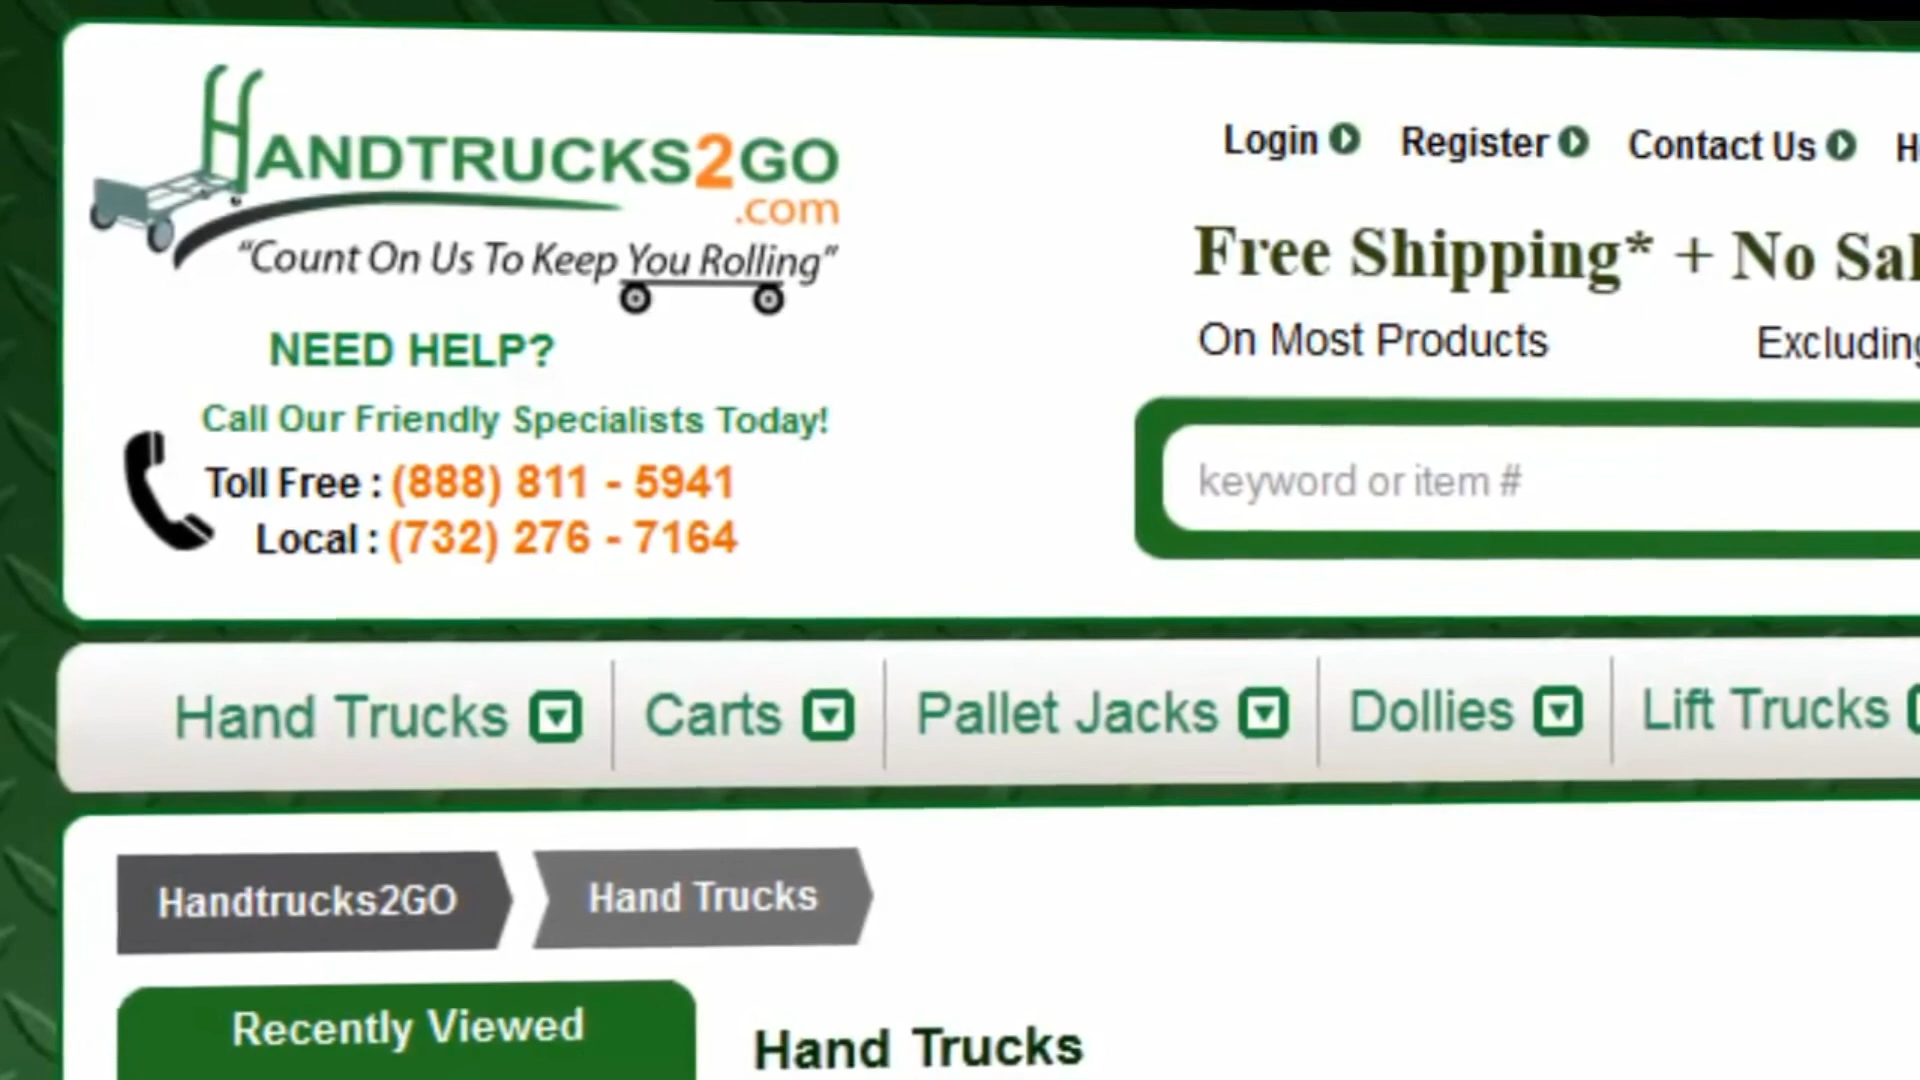 HANDTRUCKS2GO
.com
“Count On Us To Keep You Rolling”
NEED HELP?
Call Our Friendly Specialists Today!
Toll Free : (888) 811 - 5941
Local : (732) 276 - 7164
Login Register Contact Us
Free Shipping* + No
On Most Products Excluding
keyword or item #
Hand Trucks Carts Pallet Jacks Dollies Lift Trucks
Handtrucks2GO Hand Trucks
Recently Viewed
Hand Trucks